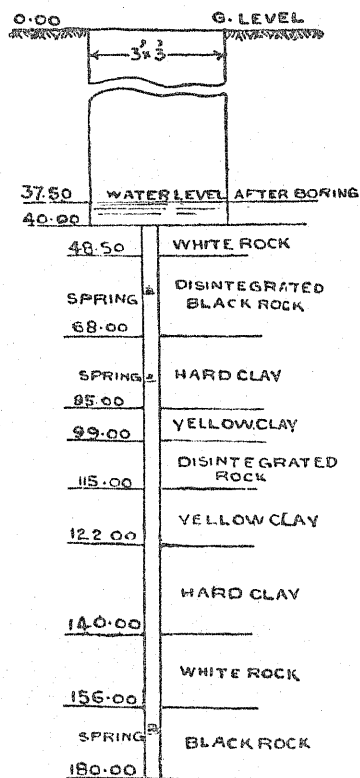 0.00 G. LEVEL
3'×3'
37.50 WATER LEVEL AFTER BORING
40.00
48.50 WHITE ROCK
SPRING DISINTEGRATED
BLACK ROCK
68.00
SPRING HARD CLAY
95.00
YELLOW CLAY
99.00
DISINTEGRATED
ROCK
115.00
YELLOW CLAY
122.00
HARD CLAY
140.00
WHITE ROCK
156.00
SPRING BLACK ROCK
180.00